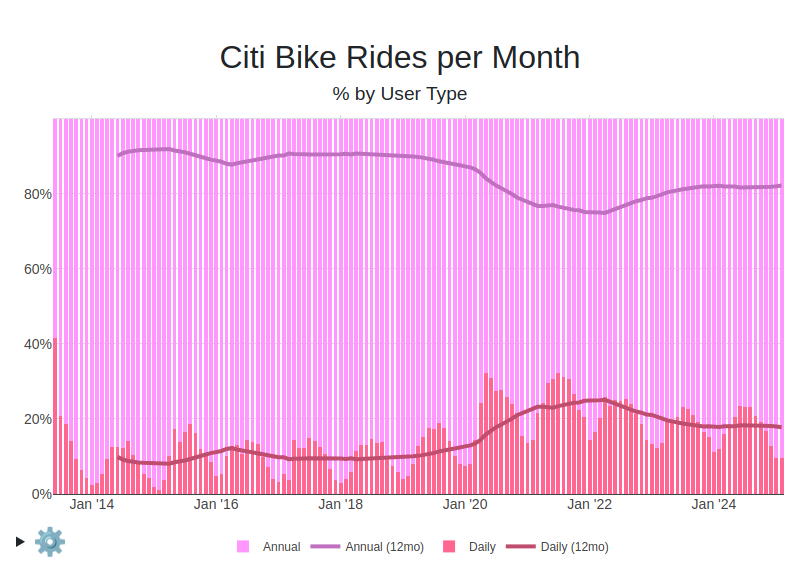 Citi Bike Rides per Month
% by User Type
80%
60%
40%
20%
0%
Jan '14 Jan '16 Jan '18 Jan '20 Jan '22 Jan '24
Annual Annual (12mo) Daily Daily (12mo)